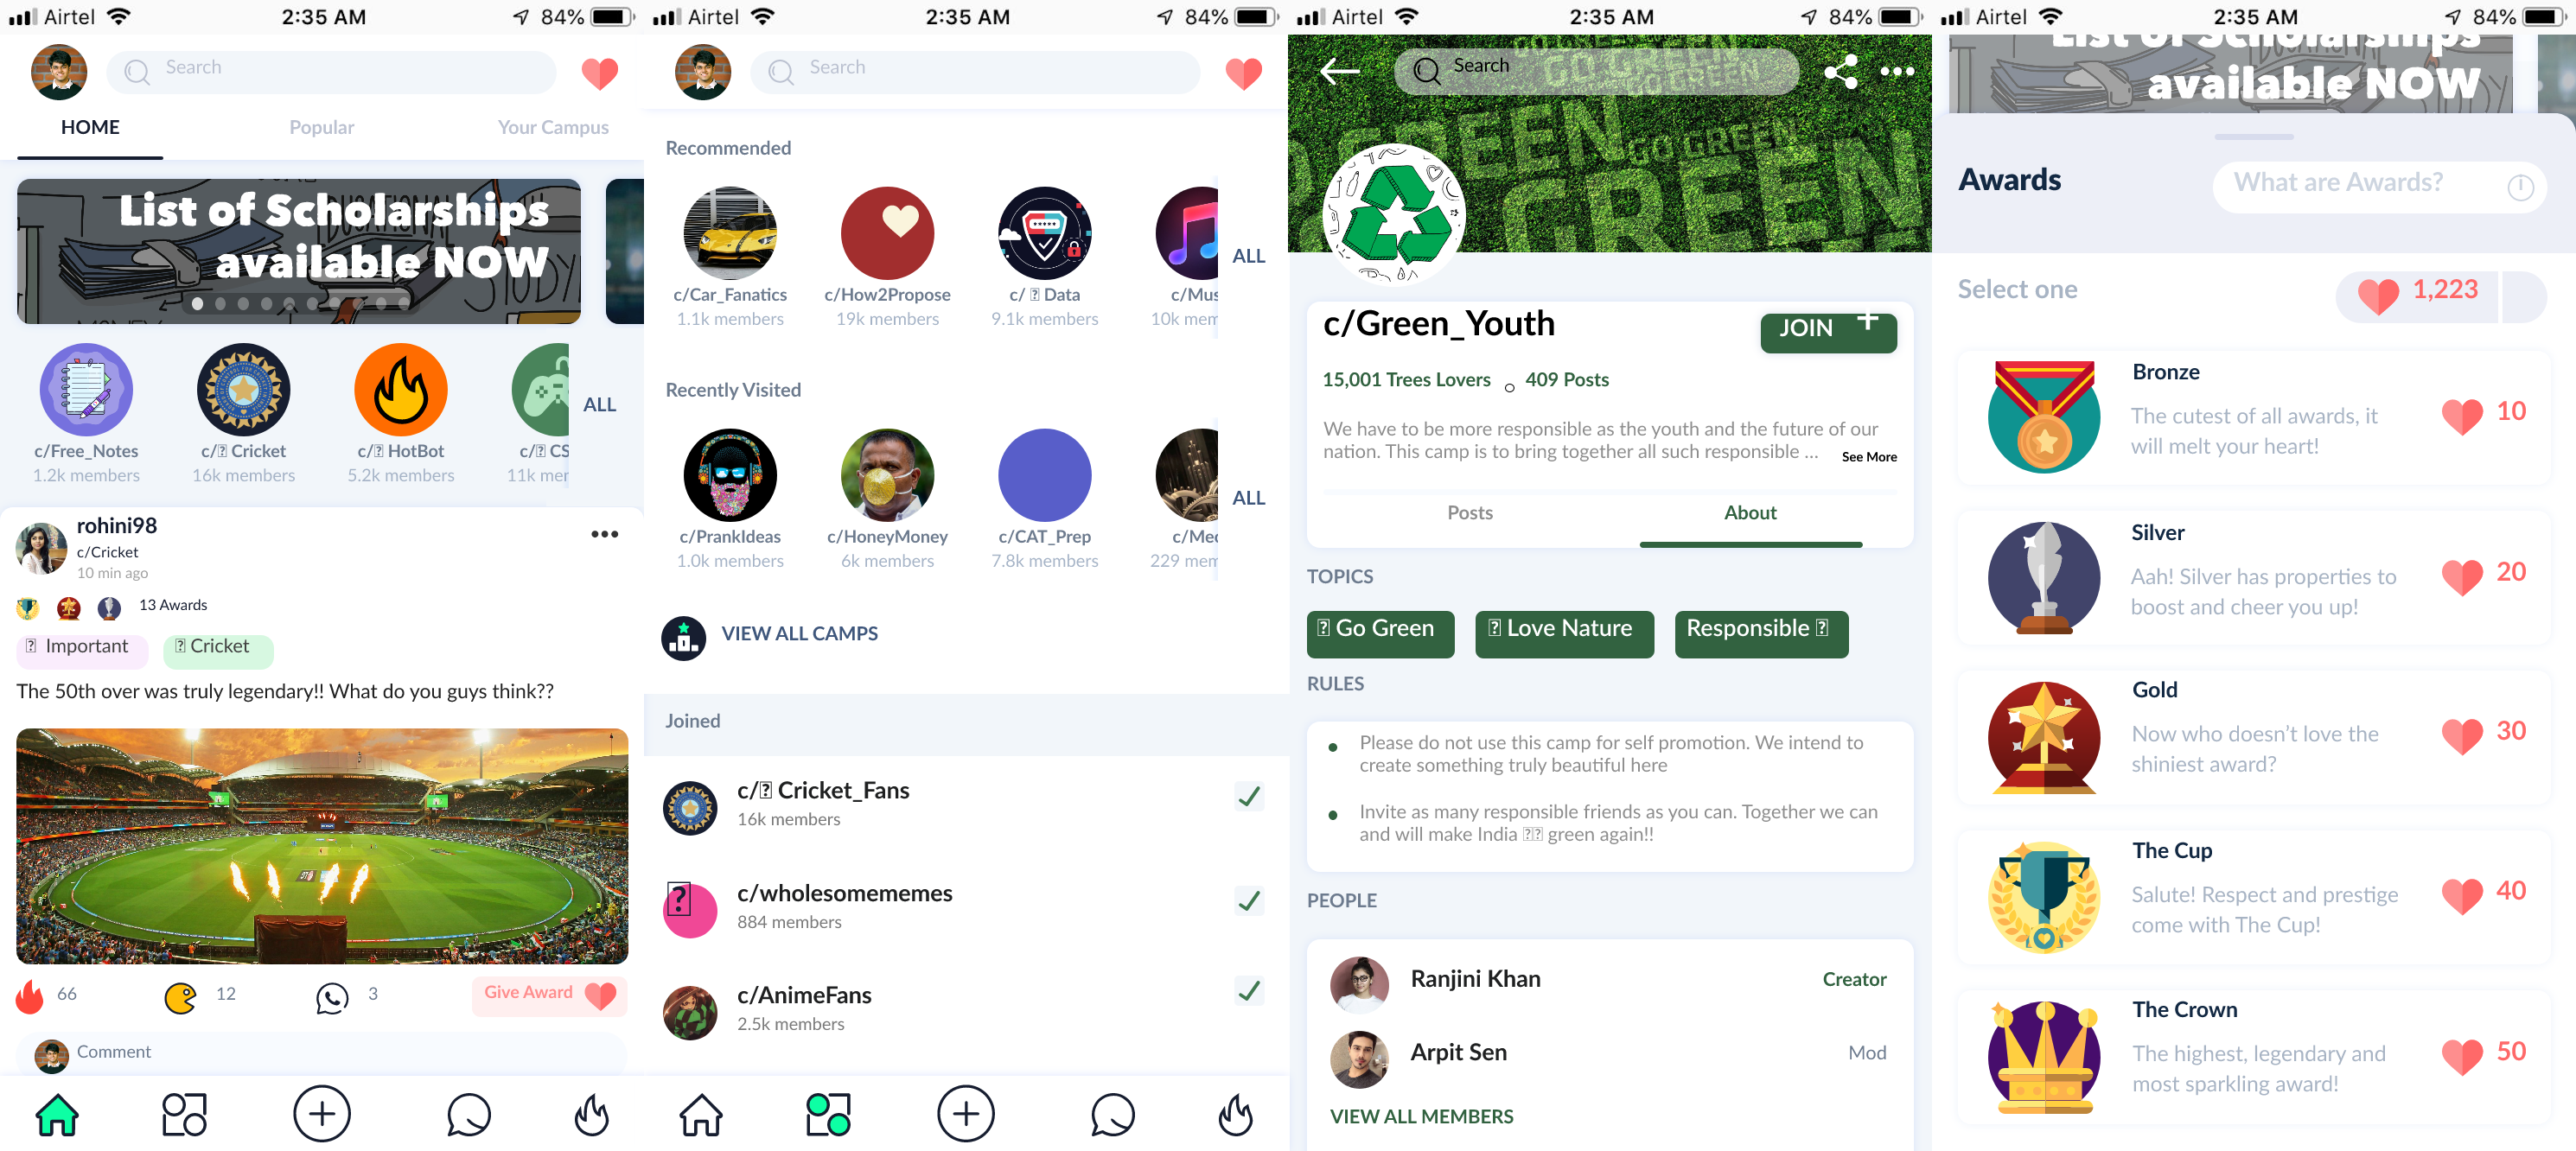 Airtel
2:35 AM
84%
Search
HOME
Popular
Your Campus
List of Scholarships
available NOW
STUDY
c/Free_Notes
1.2k members
c/ Cricket
16k members
c/ HotBot
5.2k members
c/ CS
11k mer
ALL
rohini98
c/Cricket
10 min ago
13 Awards
Important
Cricket
The 50th over was truly legendary!! What do you guys think??
66
12
3
Give Award
Comment
Airtel
2:35 AM
84%
Search
Recommended
c/Car_Fanatics
1.1k members
c/How2Propose
19k members
c/ Data
9.1k members
c/Mus
10k mem
ALL
Recently Visited
c/PrankIdeas
1.0k members
c/HoneyMoney
6k members
c/CAT_Prep
7.8k members
c/Med
229 mem
ALL
VIEW ALL CAMPS
Joined
c/ Cricket_Fans
16k members
c/wholesomememes
884 members
c/AnimeFans
2.5k members
Airtel
2:35 AM
84%
Search
GO GREEN
GO GREEN
GREEN
GO GREEN
GREEN
c/Green_Youth
JOIN +
15,001 Trees Lovers
409 Posts
We have to be more responsible as the youth and the future of our
nation. This camp is to bring together all such responsible ...
See More
Posts
About
TOPICS
Go Green
Love Nature
Responsible
RULES
Please do not use this camp for self promotion. We intend to
create something truly beautiful here
Invite as many responsible friends as you can. Together we can
and will make India green again!!
PEOPLE
Ranjini Khan
Creator
Arpit Sen
Mod
VIEW ALL MEMBERS
Airtel
2:35 AM
84%
List of Scholarships
available NOW
Awards
What are Awards?
Select one
1,223
Bronze
The cutest of all awards, it
will melt your heart!
10
Silver
Aah! Silver has properties to
boost and cheer you up!
20
Gold
Now who doesn't love the
shiniest award?
30
The Cup
Salute! Respect and prestige
come with The Cup!
40
The Crown
The highest, legendary and
most sparkling award!
50